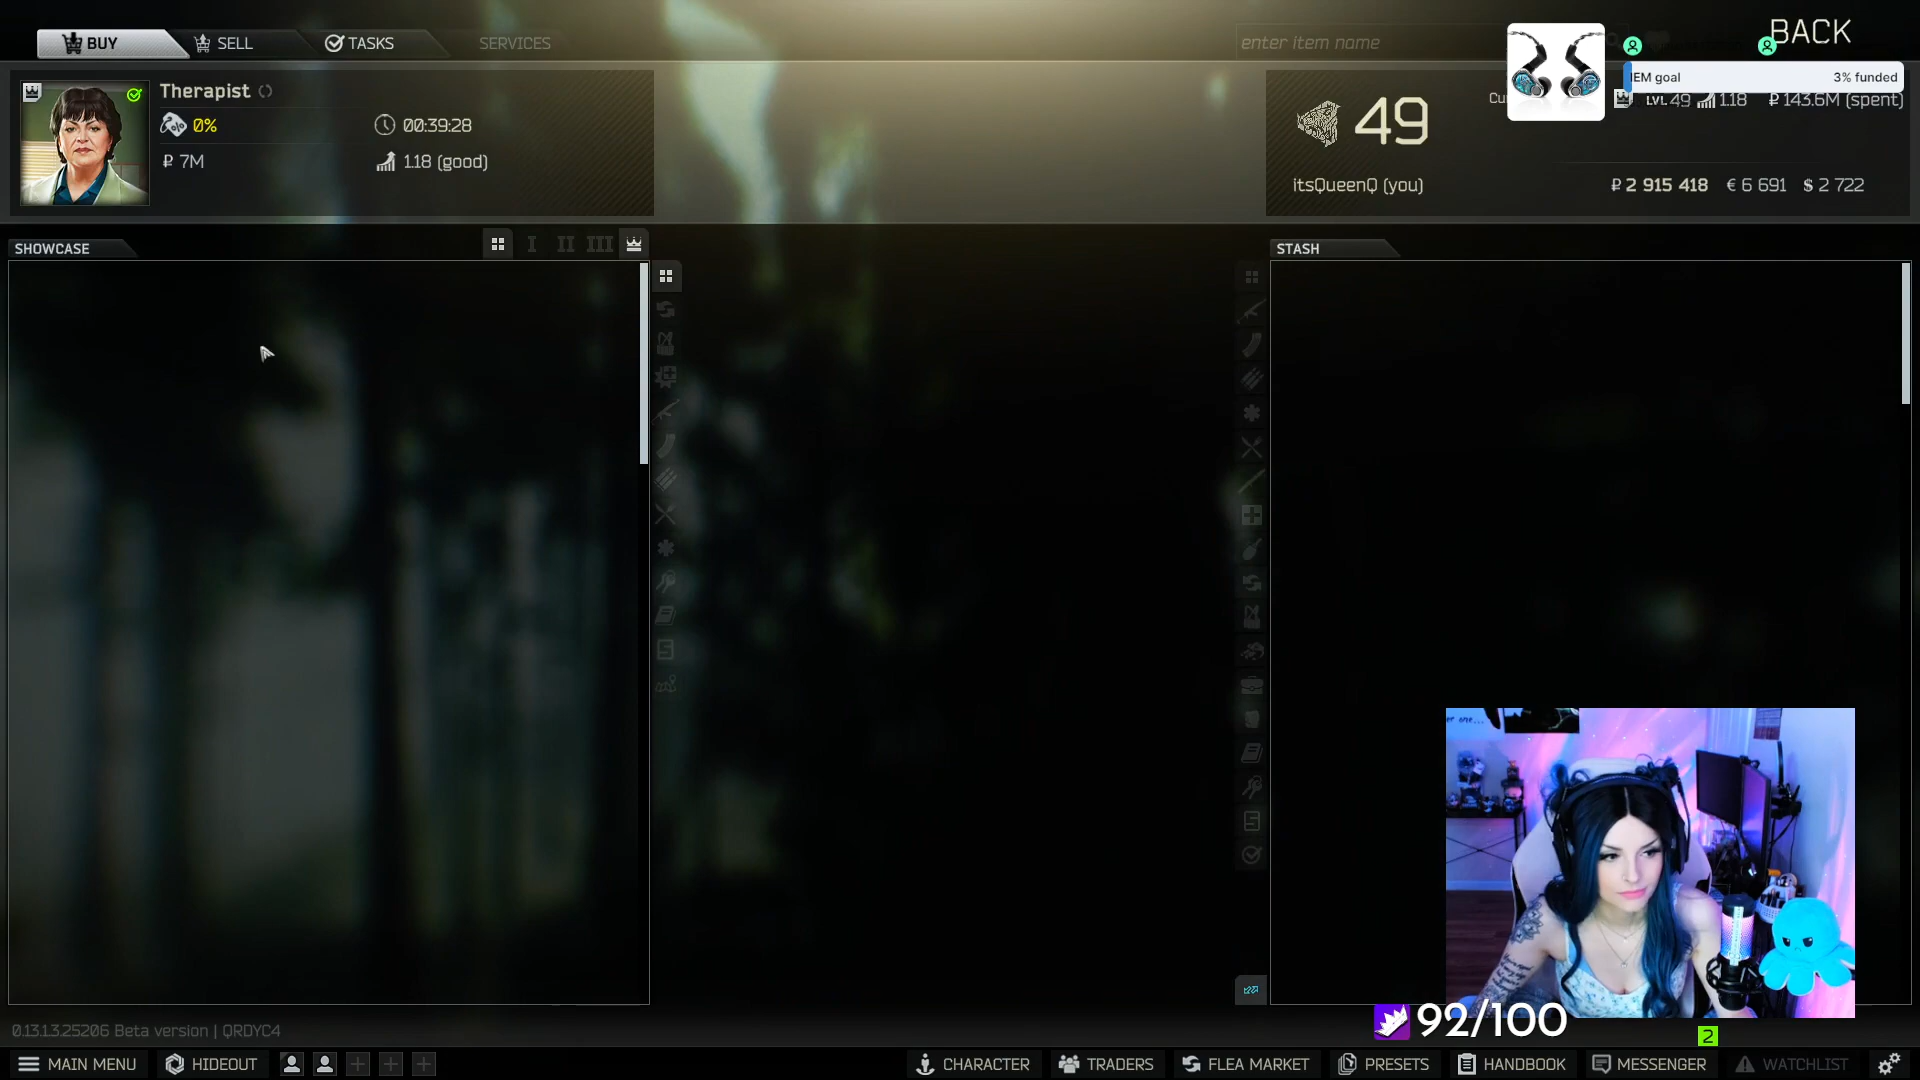 BUY
SELL
TASKS
SERVICES
enter item name
BACK
IEM goal
3% funded
Therapist
0%
00:39:28
₽ 7M
1.18 (good)
49
LVL 49
1.18
₽ 143.6M (spent)
itsQueenQ (you)
₽ 2 915 418
€ 6 691
$ 2 722
SHOWCASE
I
II
III
STASH
92/100
2
0.13.1.3.25206 Beta version | QRDYC4
MAIN MENU
HIDEOUT
CHARACTER
TRADERS
FLEA MARKET
PRESETS
HANDBOOK
MESSENGER
WATCHLIST